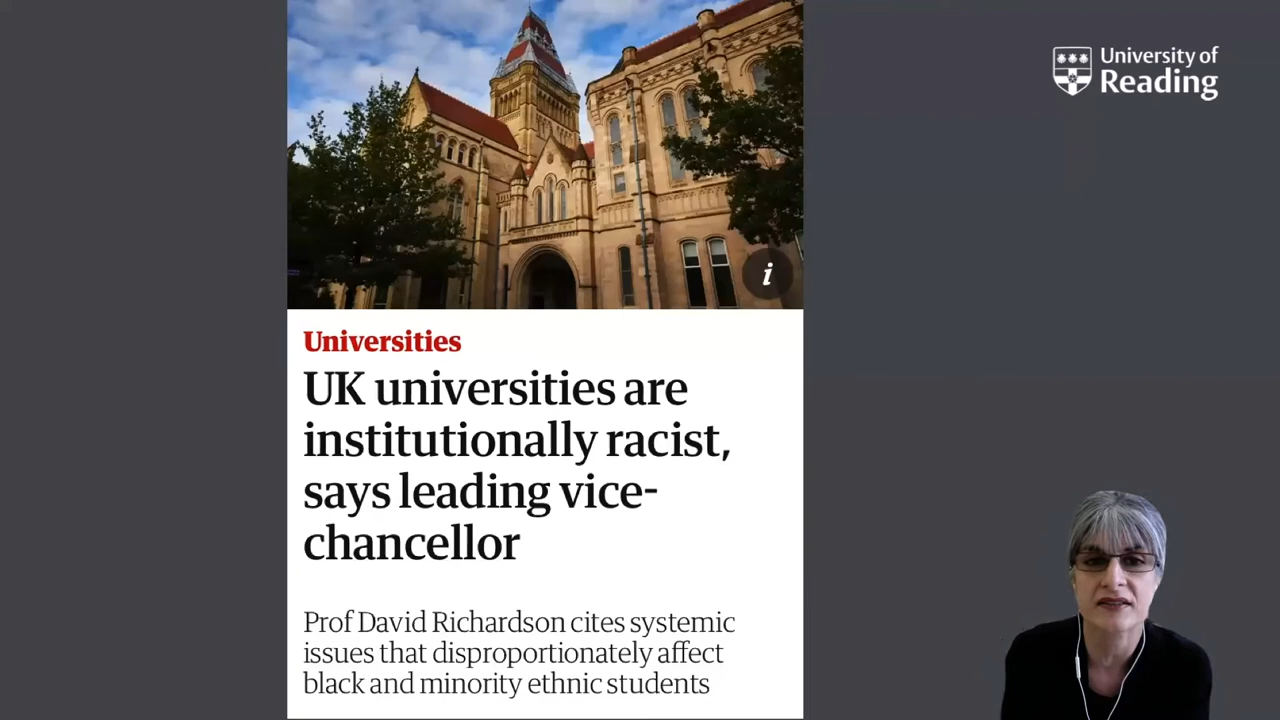 University of
Reading
i
Universities
UK universities are
institutionally racist,
says leading vice-
chancellor
Prof David Richardson cites systemic
issues that disproportionately affect
black and minority ethnic students